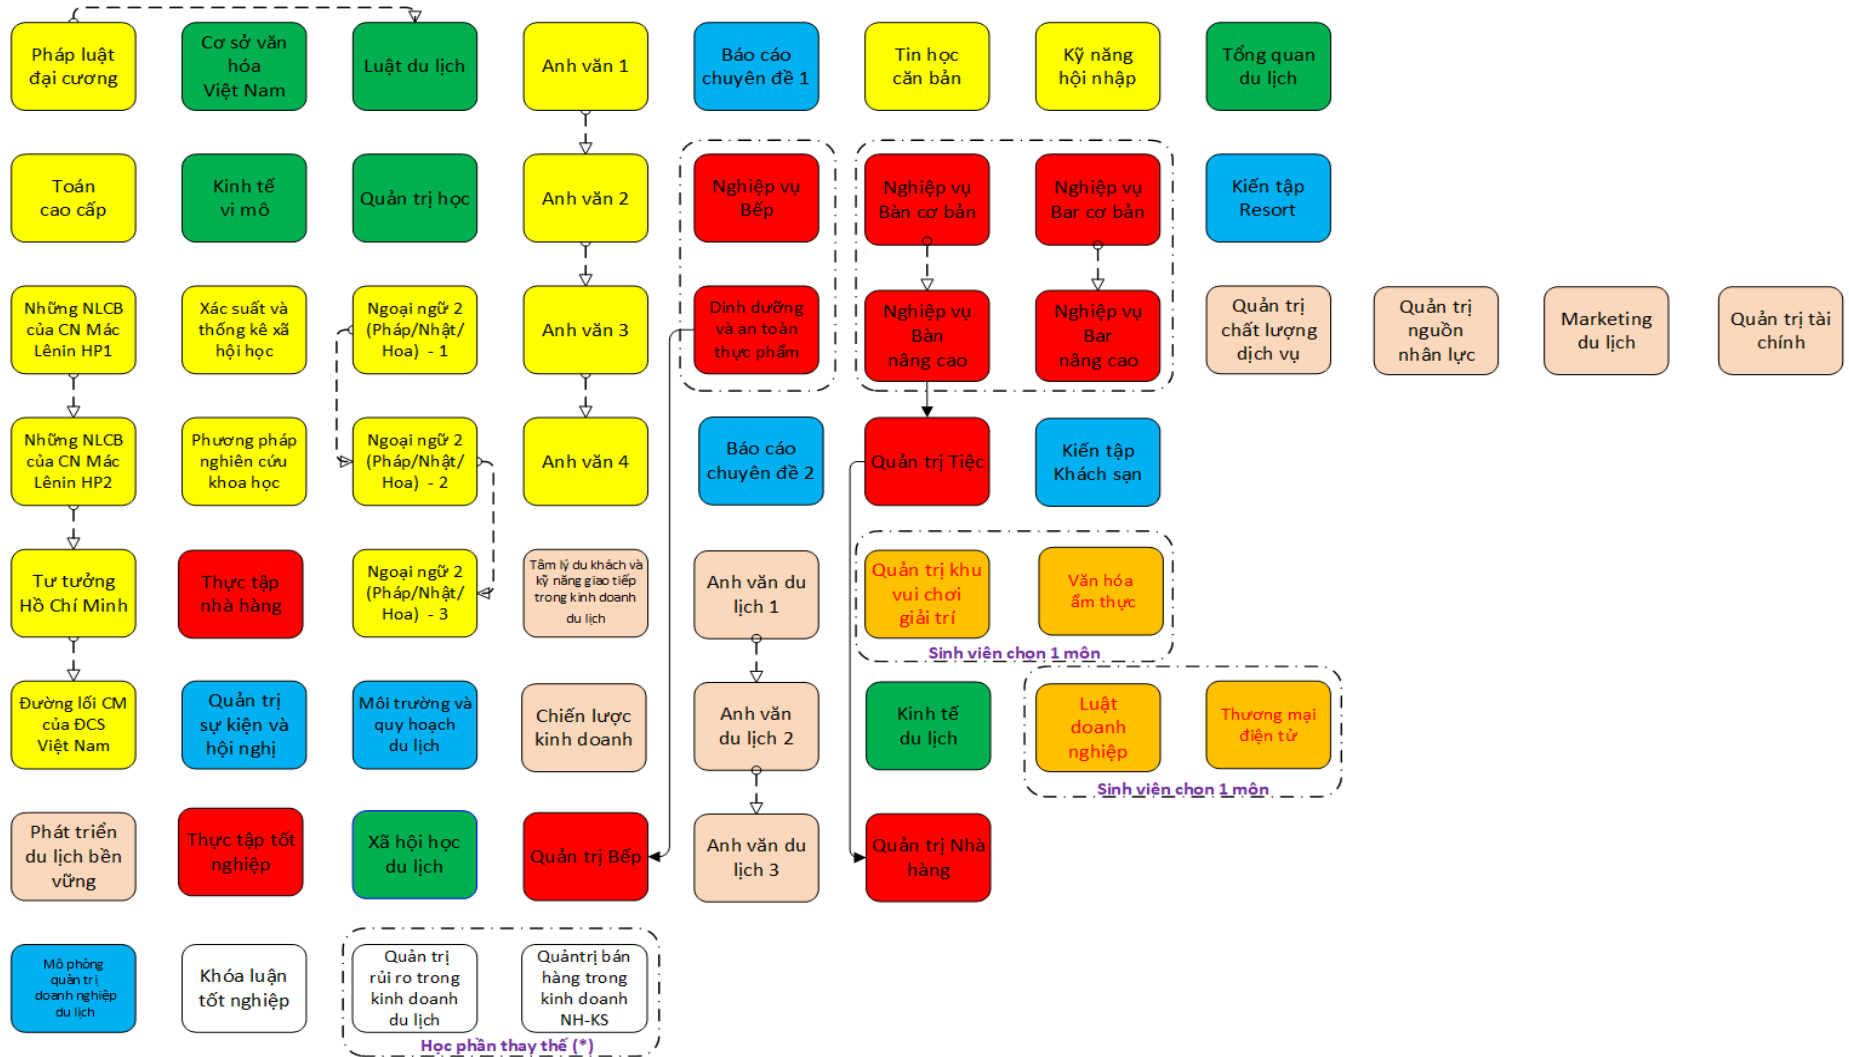 Pháp luật
đại cương
Cơ sở văn
hóa
Việt Nam
Luật du lịch
Anh văn 1
Báo cáo
chuyên đề 1
Tin học
căn bản
Kỹ năng
hội nhập
Tổng quan
du lịch
Toán
cao cấp
Kinh tế
vi mô
Quản trị học
Anh văn 2
Nghiệp vụ
Bếp
Nghiệp vụ
Bàn cơ bản
Nghiệp vụ
Bar cơ bản
Kiến tập
Resort
Những NLCB
của CN Mác
Lênin HP1
Xác suất và
thống kê xã
hội học
Ngoại ngữ 2
(Pháp/Nhật/
Hoa) - 1
Anh văn 3
Dinh dưỡng
và an toàn
thực phẩm
Nghiệp vụ
Bàn
nâng cao
Nghiệp vụ
Bar
nâng cao
Quản trị
chất lượng
dịch vụ
Quản trị
nguồn
nhân lực
Marketing
du lịch
Quản trị tài
chính
Những NLCB
của CN Mác
Lênin HP2
Phương pháp
nghiên cứu
khoa học
Ngoại ngữ 2
(Pháp/Nhật/
Hoa) - 2
Anh văn 4
Báo cáo
chuyên đề 2
Quản trị Tiệc
Kiến tập
Khách sạn
Tư tưởng
Hồ Chí Minh
Thực tập
nhà hàng
Ngoại ngữ 2
(Pháp/Nhật/
Hoa) - 3
Tâm lý du khách và
kỹ năng giao tiếp
trong kinh doanh
du lịch
Anh văn du
lịch 1
Quản trị khu
vui chơi
giải trí
Văn hóa
ẩm thực
Sinh viên chọn 1 môn
Đường lối CM
của ĐCS
Việt Nam
Quản trị
sự kiện và
hội nghị
Môi trường và
quy hoạch
du lịch
Chiến lược
kinh doanh
Anh văn
du lịch 2
Kinh tế
du lịch
Luật
doanh
nghiệp
Thương mại
điện tử
Sinh viên chọn 1 môn
Phát triển
du lịch bền
vững
Thực tập tốt
nghiệp
Xã hội học
du lịch
Quản trị Bếp
Anh văn du
lịch 3
Quản trị Nhà
hàng
Mô phỏng
quản trị
doanh nghiệp
du lịch
Khóa luận
tốt nghiệp
Quản trị
rủi ro trong
kinh doanh
du lịch
Quảntrị bán
hàng trong
kinh doanh
NH-KS
Học phần thay thế (*)